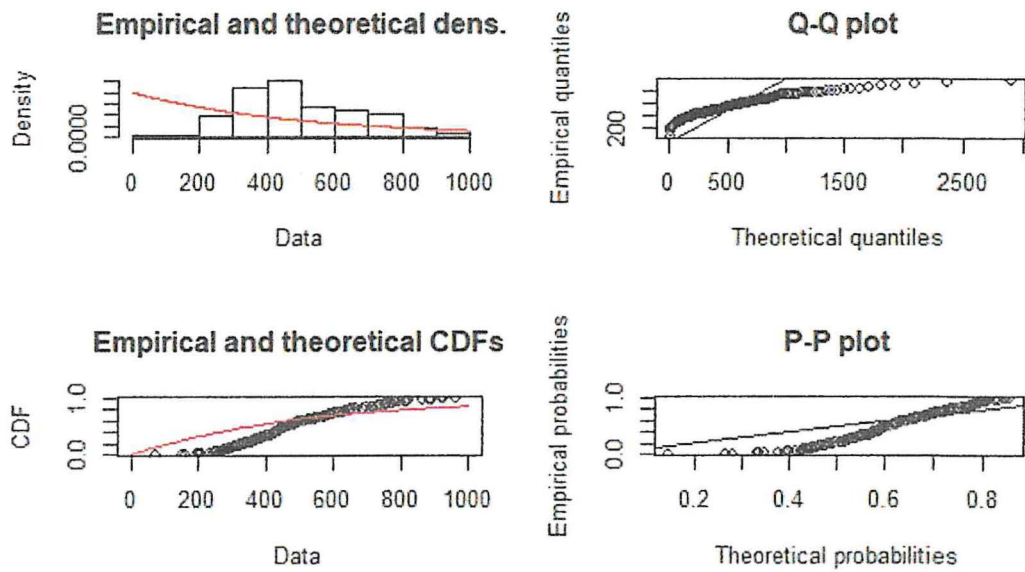 Empirical and theoretical dens.
Density
0.0000
0 200 400 600 800 1000
Data
Q-Q plot
Empirical quantiles
200
0 500 1500 2500
Theoretical quantiles
Empirical and theoretical CDFs
CDF
0.0 1.0
0 200 400 600 800 1000
Data
P-P plot
Empirical probabilities
0.0 1.0
0.2 0.4 0.6 0.8
Theoretical probabilities